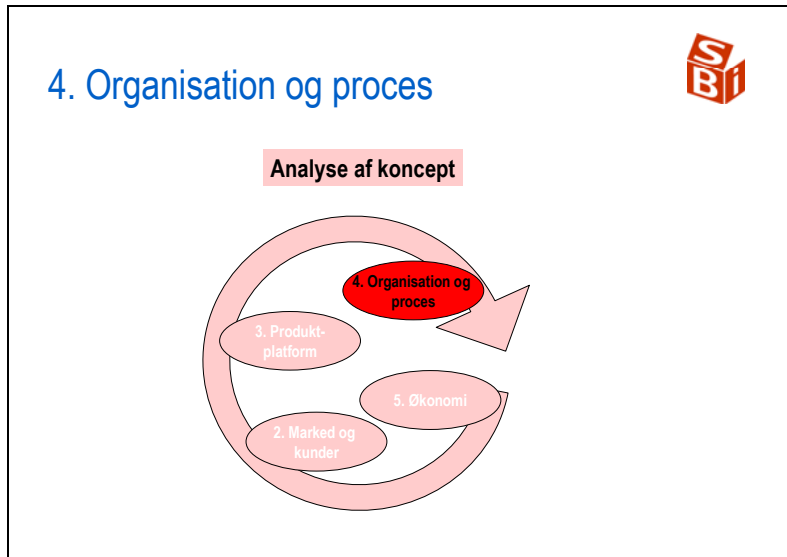 4. Organisation og proces
SBi
Analyse af koncept
4. Organisation og
proces
3. Produkt-
platform
5. Økonomi
2. Marked og
kunder